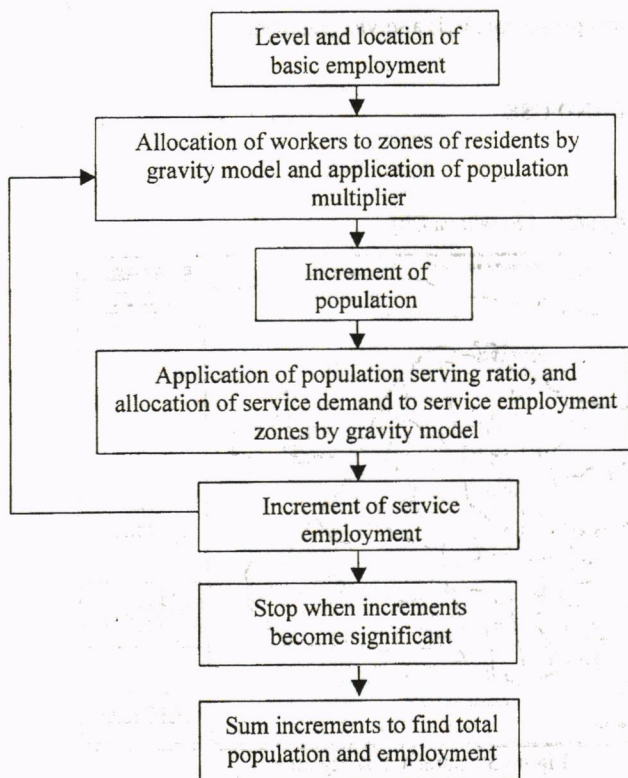 Level and location of
basic employment
Allocation of workers to zones of residents by
gravity model and application of population
multiplier
Increment of
population
Application of population serving ratio, and
allocation of service demand to service employment
zones by gravity model
Increment of service
employment
Stop when increments
become significant
Sum increments to find total
population and employment